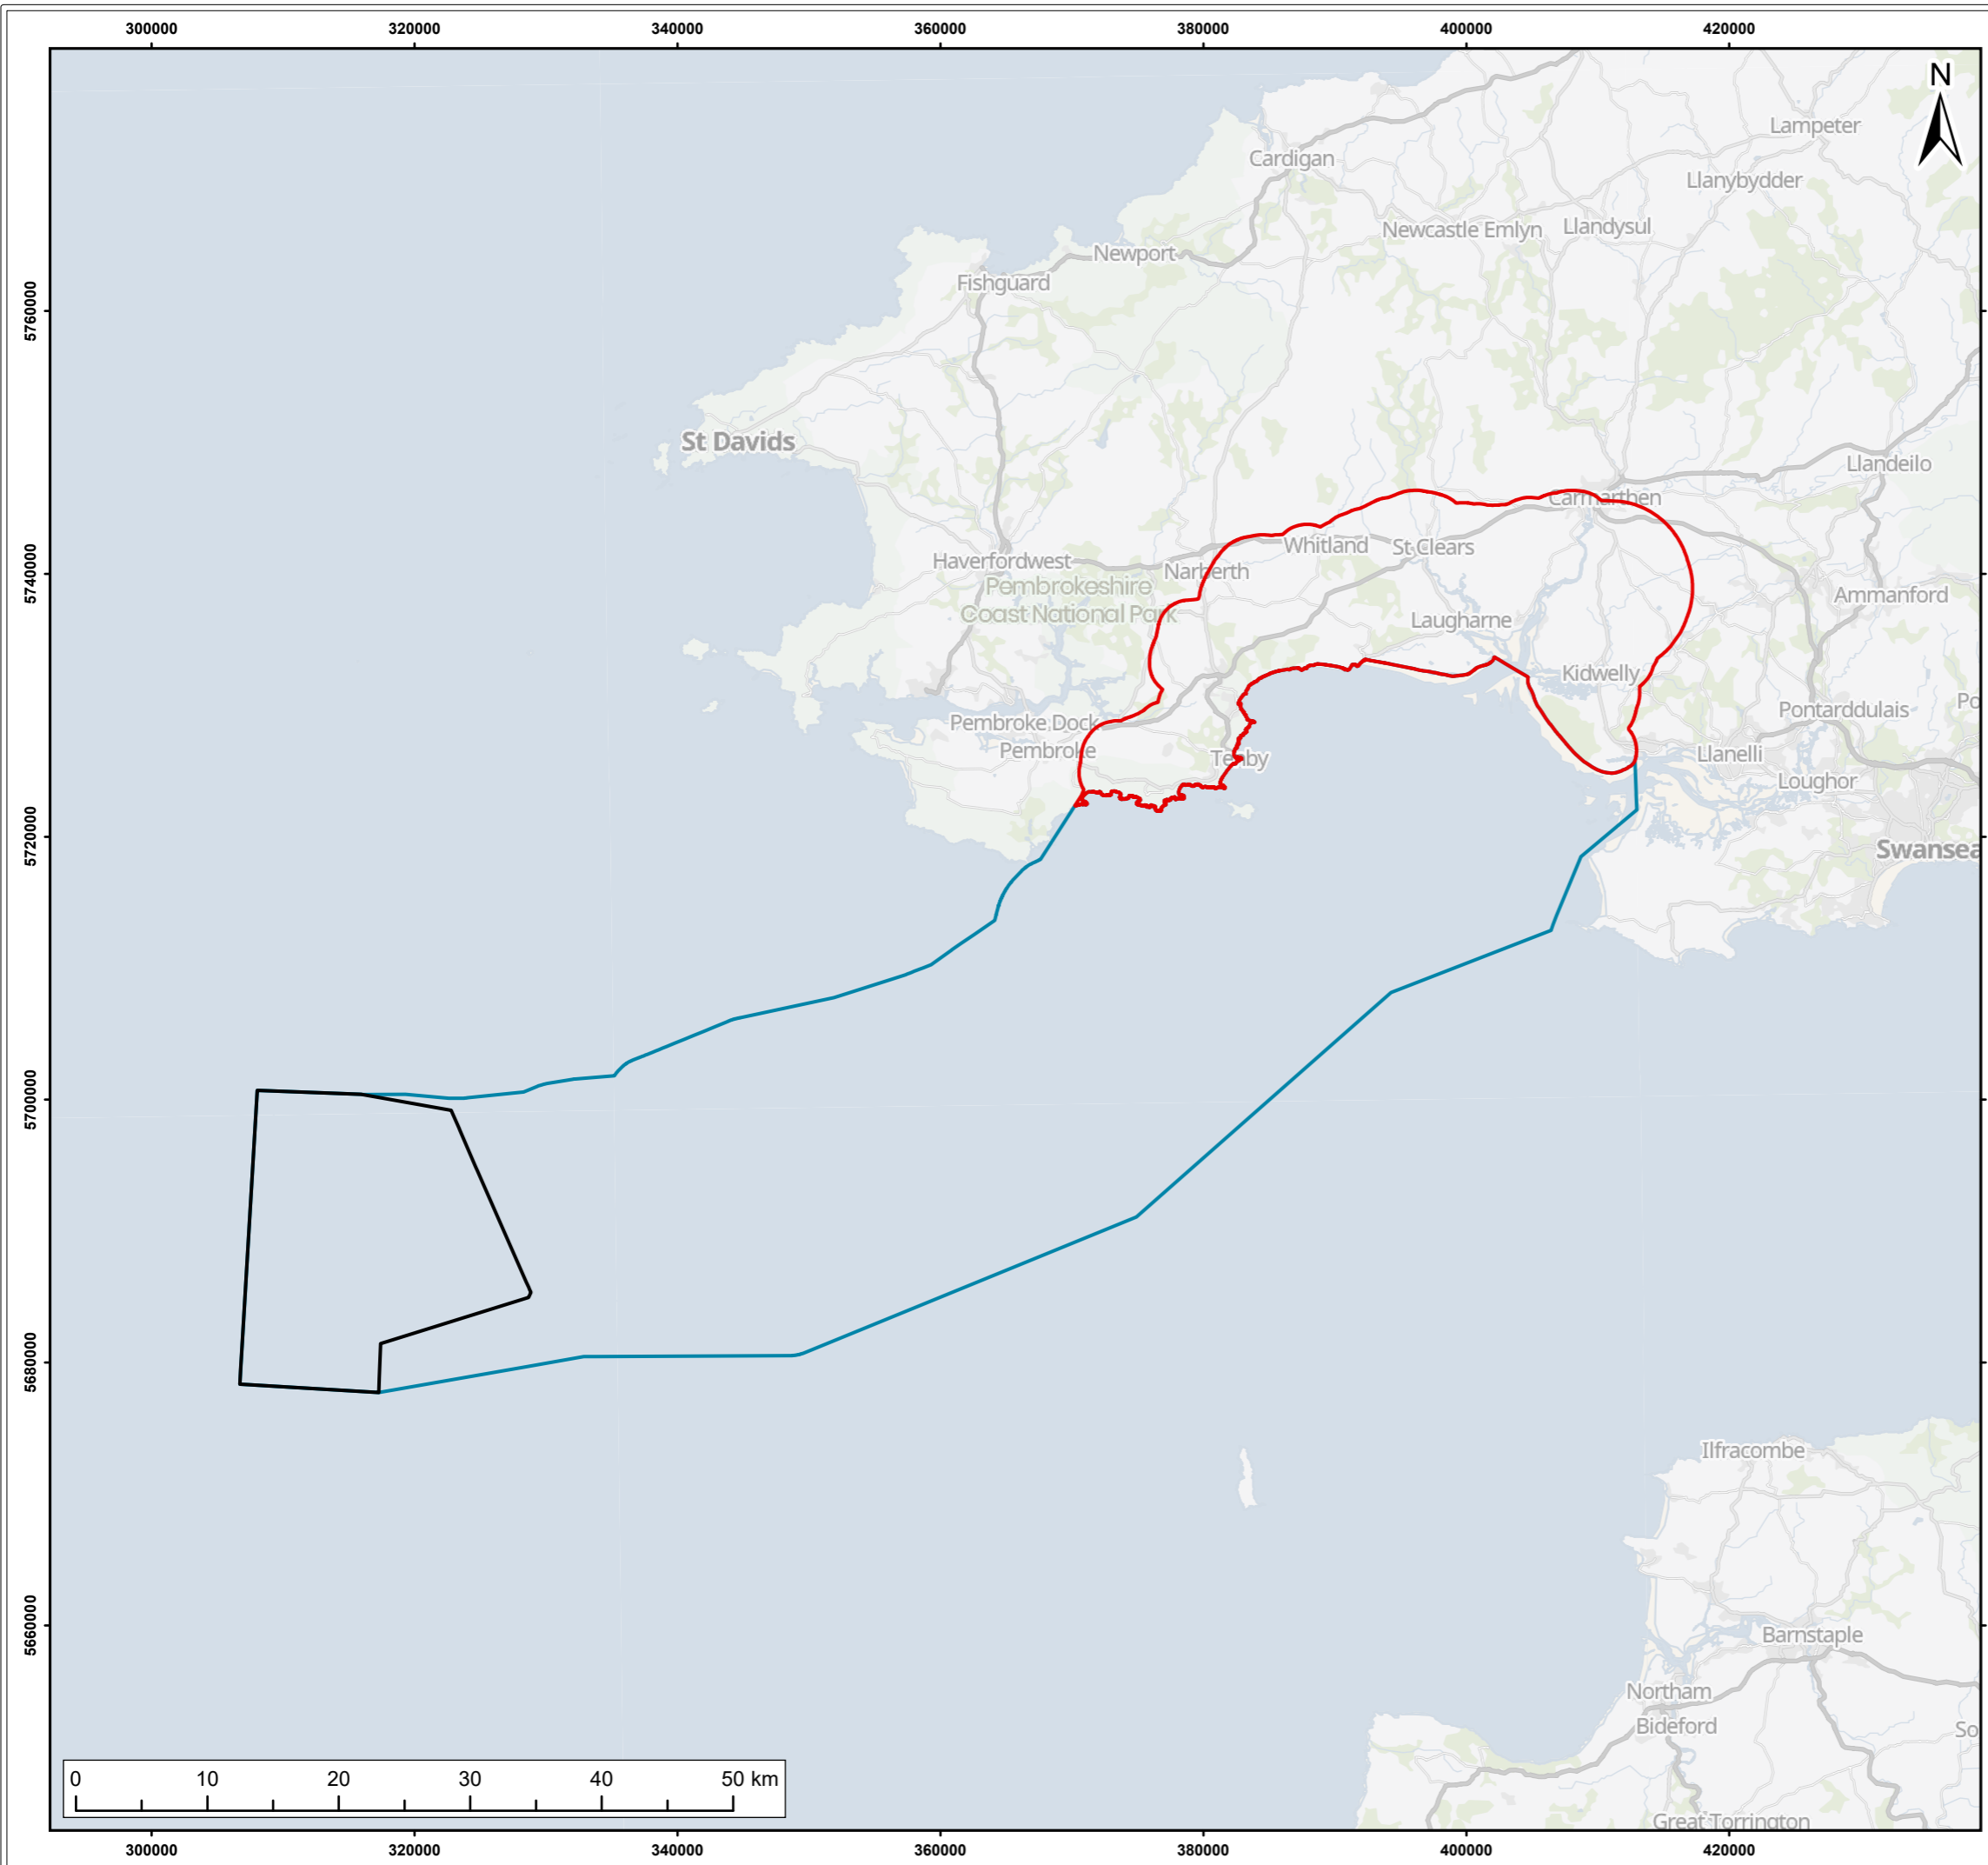 300000 320000 340000 360000 380000 400000 420000
N
Lampeter
Cardigan
Llanybydder
Newcastle Emlyn Llandysul
Newport
Fishguard
5760000
St Davids
Llandeilo
Carmarthen
Whitland St Clears
Haverfordwest
Narberth
5740000
Pembrokeshire
Coast National Park
Ammanford
Laugharne
Kidwelly
Pontarddulais
Po
Pembroke Dock
Pembroke
Tenby
Llanelli
Loughor
5720000
Swansea
5700000
5680000
Ilfracombe
5660000
Barnstaple
Northam
Bideford
So
Great Torrington
0 10 20 30 40 50 km
300000 320000 340000 360000 380000 400000 420000